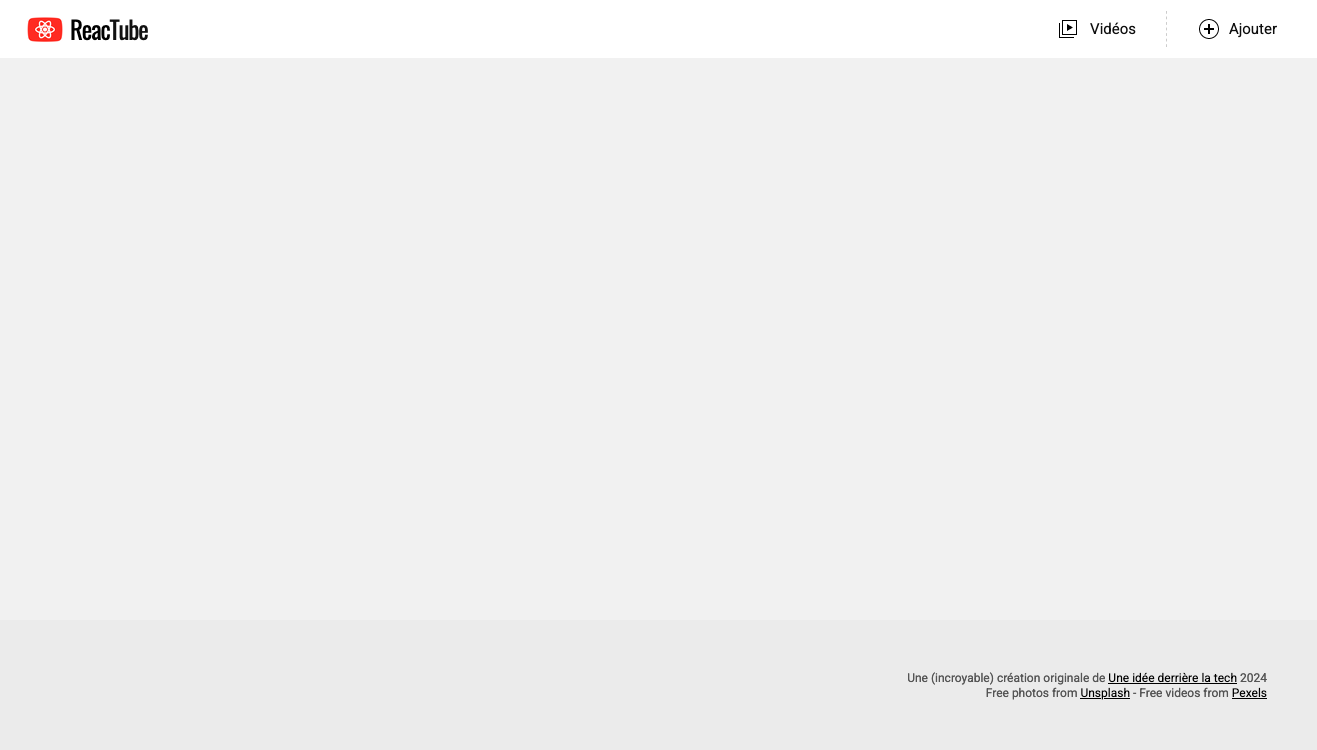 ReacTube
Vidéos
Ajouter
Une (incroyable) création originale de Une idée derrière la tech 2024
Free photos from Unsplash - Free videos from Pexels